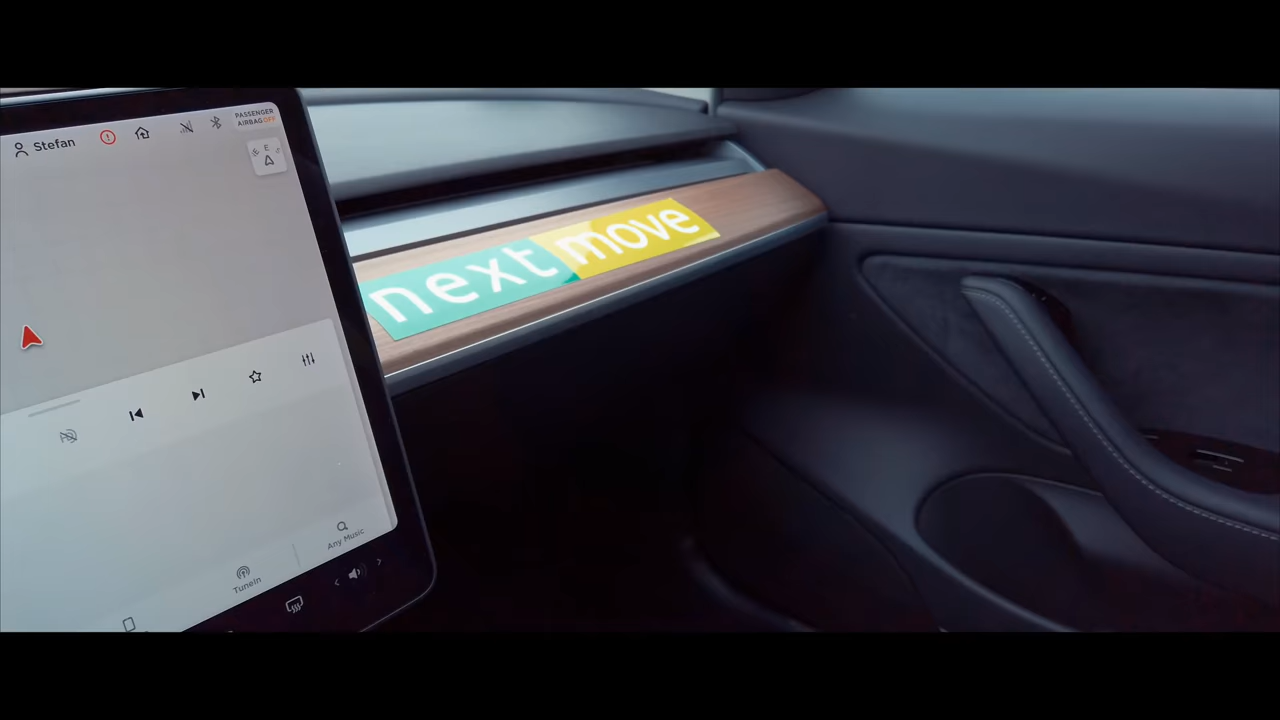 Stefan
PASSENGER
AIRBAG OFF
E
next move
Any Music
TuneIn